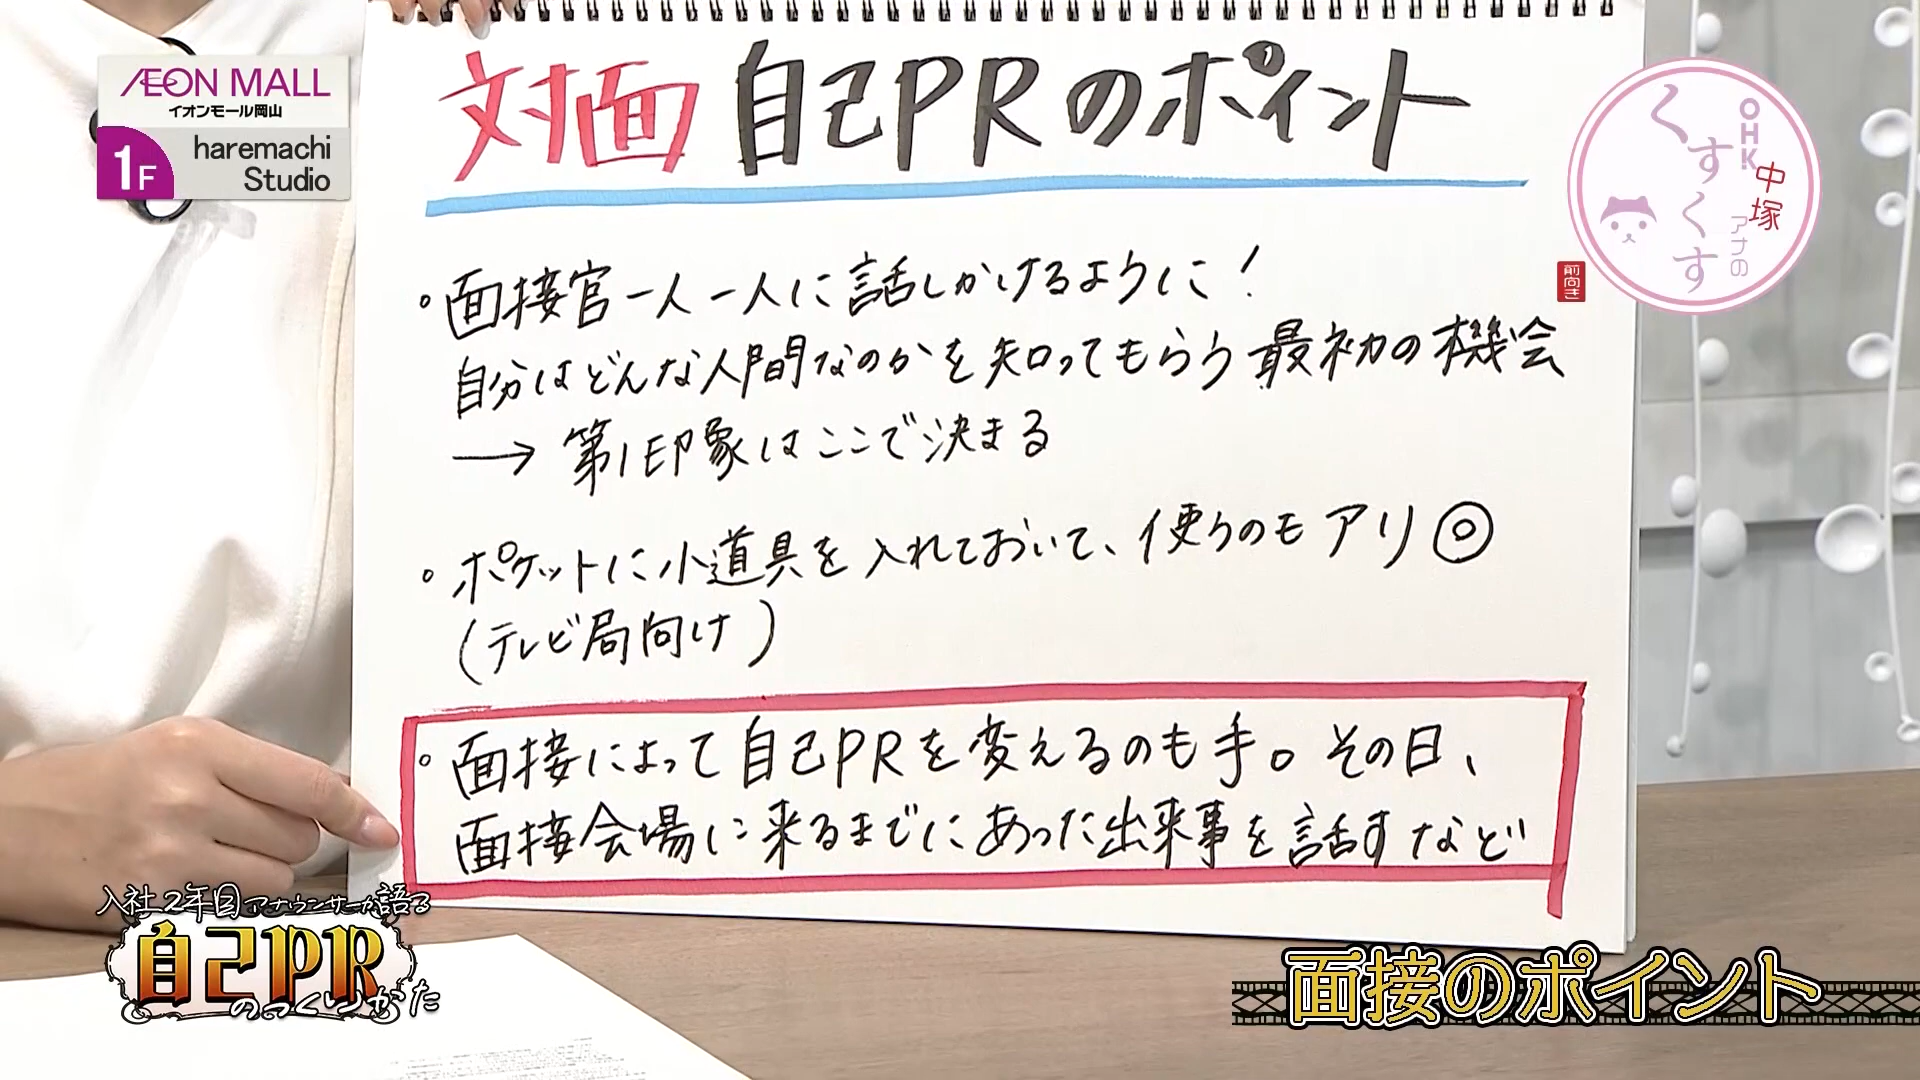 ÆON MALL
イオンモール岡山
1F
haremachi
Studio
対面 自己PRのポイント
OHK
中塚
アナの
くすくす
前向き
・面接官一人一人に話しかけるように!
自分はどんな人間なのかを知ってもらう最初の機会
→ 第1印象はここで決まる
・ポケットに小道具を入れておいて、使うのもアリ◎
(テレビ局向け)
・面接によって自己PRを変えるのも手。その日、
面接会場に来るまでにあった出来事を話すなど
入社2年目アナウンサーが語る
自己PR
のつくりかた
面接のポイント